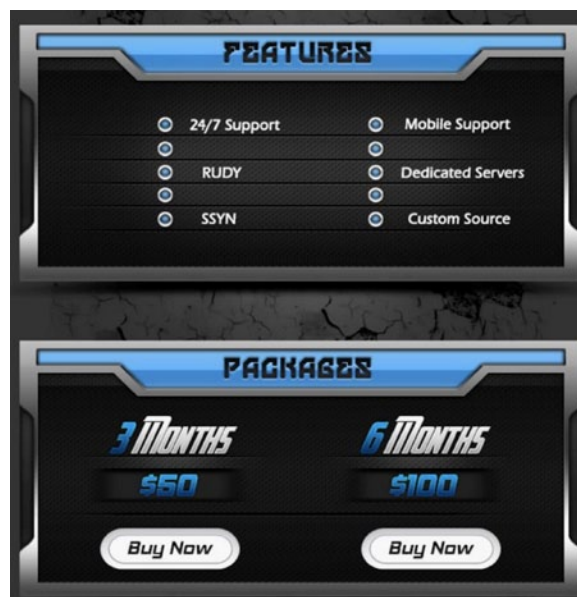 FEATURES
24/7 Support Mobile Support
RUDY Dedicated Servers
SSYN Custom Source
PACKAGES
3 MONTHS 6 MONTHS
$50 $100
Buy Now Buy Now